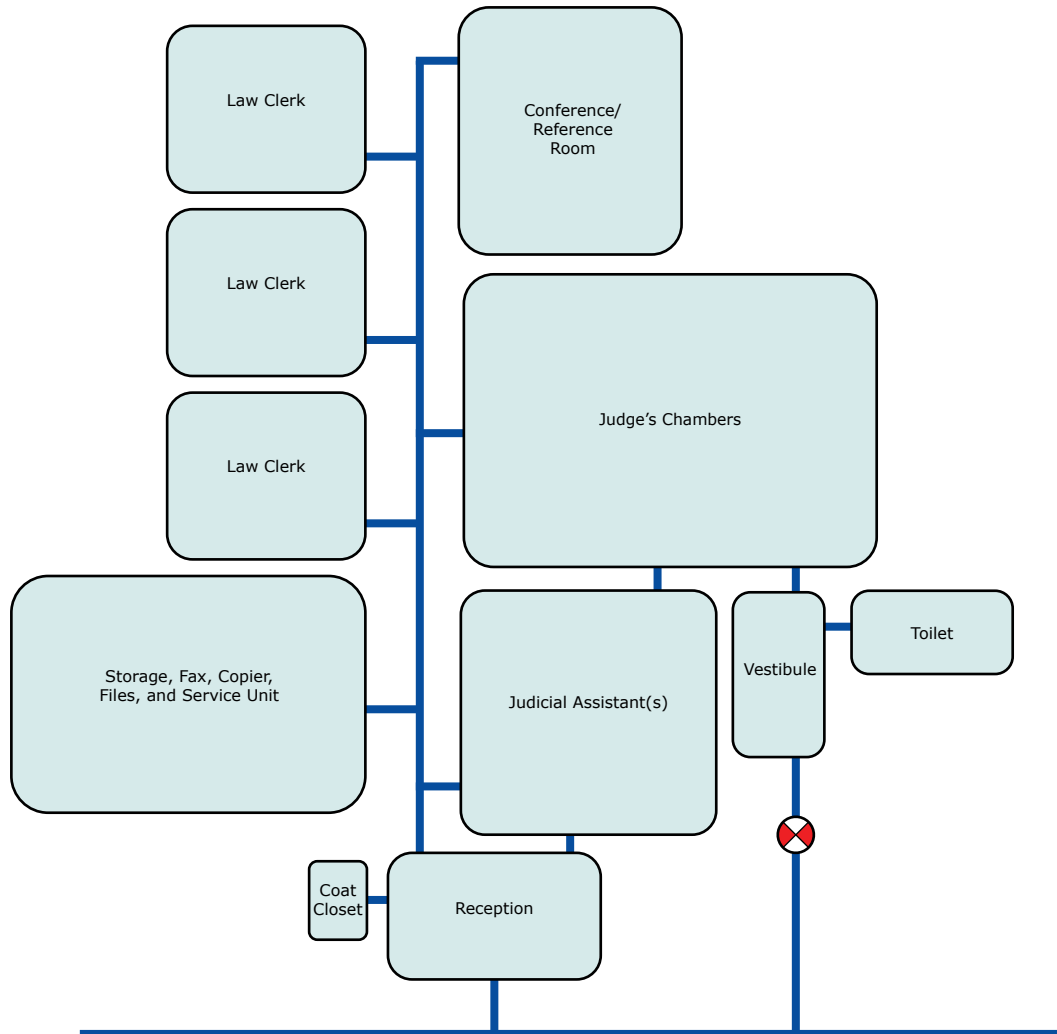 Law Clerk
Conference/
Reference
Room
Law Clerk
Judge’s Chambers
Law Clerk
Storage, Fax, Copier,
Files, and Service Unit
Judicial Assistant(s)
Vestibule
Toilet
Coat
Closet
Reception